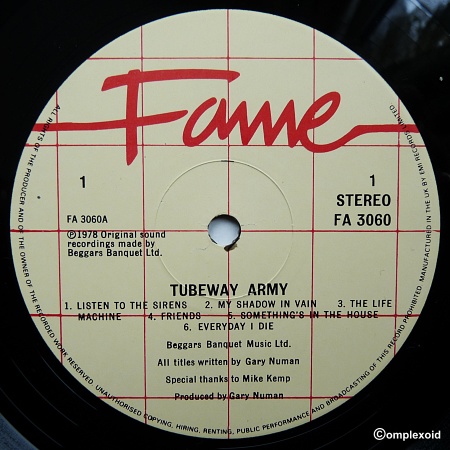 Fame
1
1
STEREO
FA 3060A
FA 3060
℗1978 Original sound
recordings made by
Beggars Banquet Ltd.
TUBEWAY ARMY
1. LISTEN TO THE SIRENS 2. MY SHADOW IN VAIN 3. THE LIFE
MACHINE 4. FRIENDS 5. SOMETHING'S IN THE HOUSE
6. EVERYDAY I DIE
Beggars Banquet Music Ltd.
All titles written by Gary Numan
Special thanks to Mike Kemp
Produced by Gary Numan
ALL RIGHTS OF THE PRODUCER AND OF THE OWNER OF THE RECORDED WORK RESERVED. UNAUTHORISED COPYING, HIRING, RENTING, PUBLIC PERFORMANCE AND BROADCASTING OF THIS RECORD PROHIBITED. MANUFACTURED IN THE U.K. BY EMI RECORDS LIMITED
©omplexoid